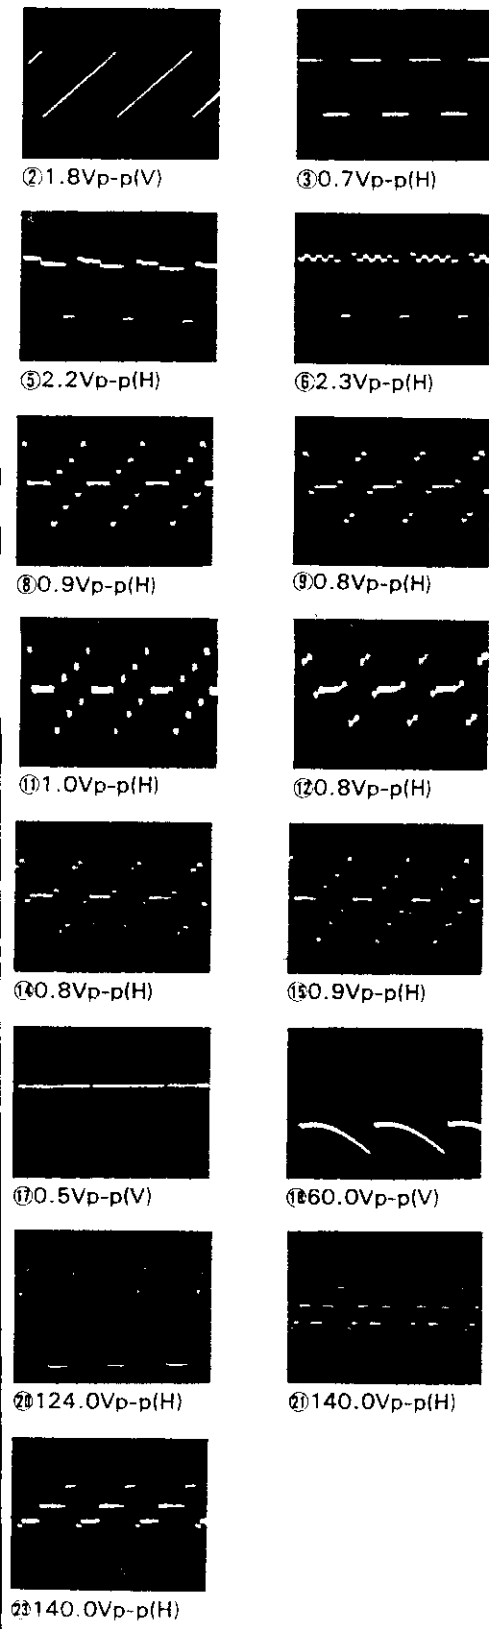 ②1.8Vp-p(V)
③0.7Vp-p(H)
⑤2.2Vp-p(H)
⑥2.3Vp-p(H)
⑧0.9Vp-p(H)
⑨0.8Vp-p(H)
⑪1.0Vp-p(H)
⑫0.8Vp-p(H)
⑭0.8Vp-p(H)
⑮0.9Vp-p(H)
⑰0.5Vp-p(V)
⑱60.0Vp-p(V)
⑳124.0Vp-p(H)
㉑140.0Vp-p(H)
㉓140.0Vp-p(H)